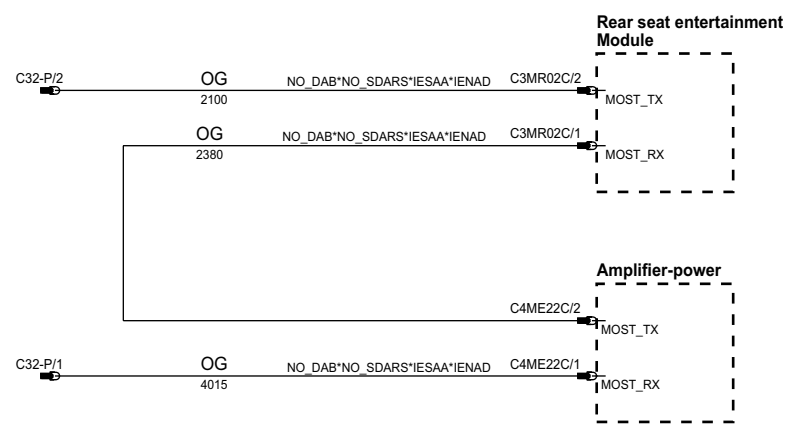 Rear seat entertainment
Module
C32-P/2
OG
NO_DAB*NO_SDARS*IESAA*IENAD
C3MR02C/2
2100
MOST_TX
OG
NO_DAB*NO_SDARS*IESAA*IENAD
C3MR02C/1
2380
MOST_RX
Amplifier-power
C4ME22C/2
MOST_TX
C32-P/1
OG
NO_DAB*NO_SDARS*IESAA*IENAD
C4ME22C/1
4015
MOST_RX